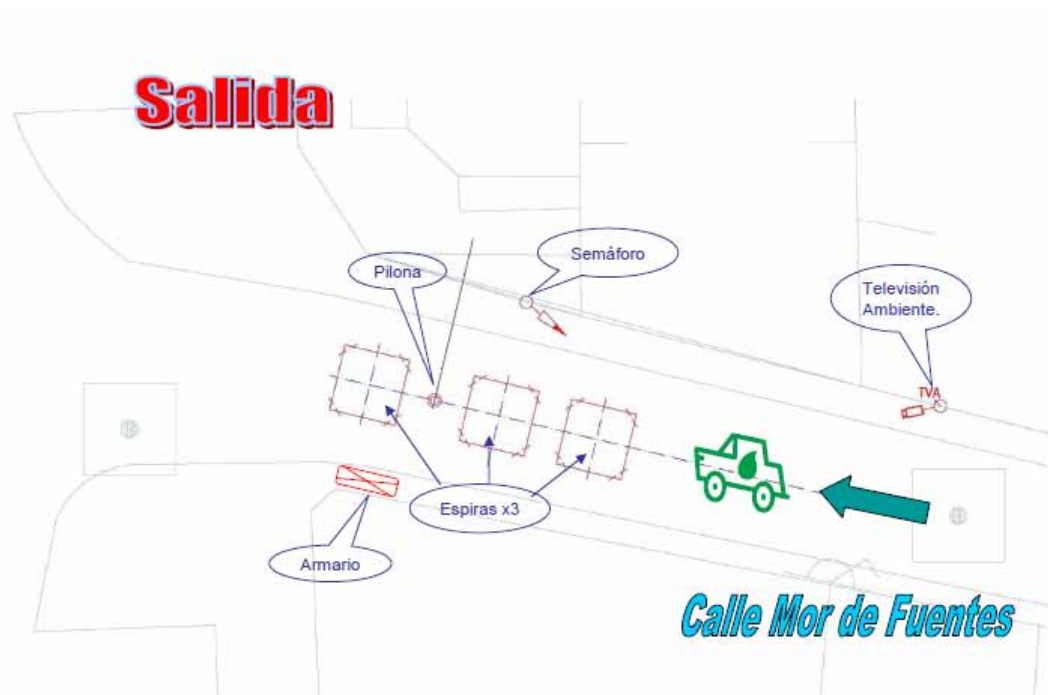 Salida
Semáforo
Pilona
Televisión
Ambiente.
TVA
Espiras x3
Armario
Calle Mor de Fuentes